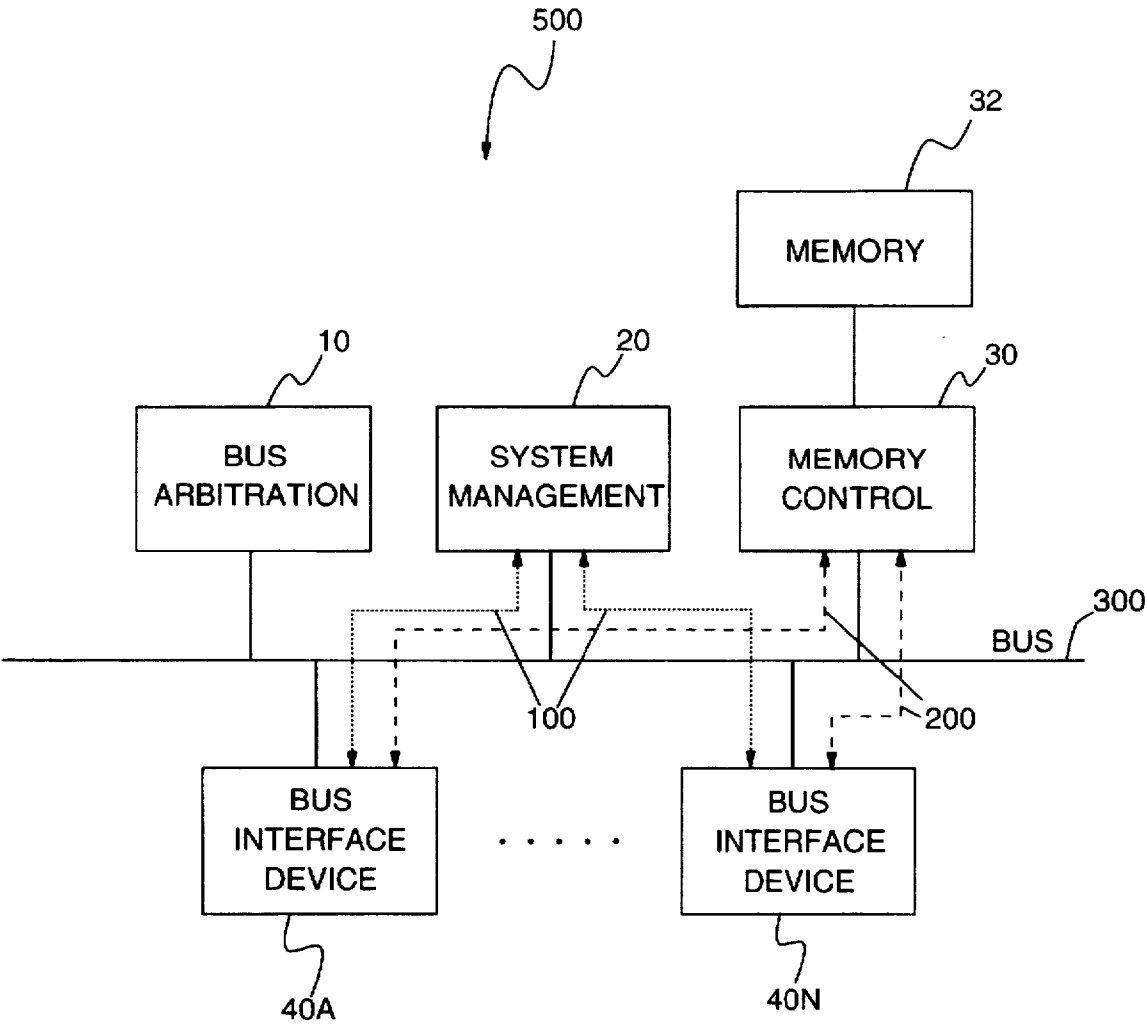 500
32
MEMORY
10
20
30
BUS
ARBITRATION
SYSTEM
MANAGEMENT
MEMORY
CONTROL
300
BUS
100
200
BUS
INTERFACE
DEVICE
. . . . .
BUS
INTERFACE
DEVICE
40A
40N